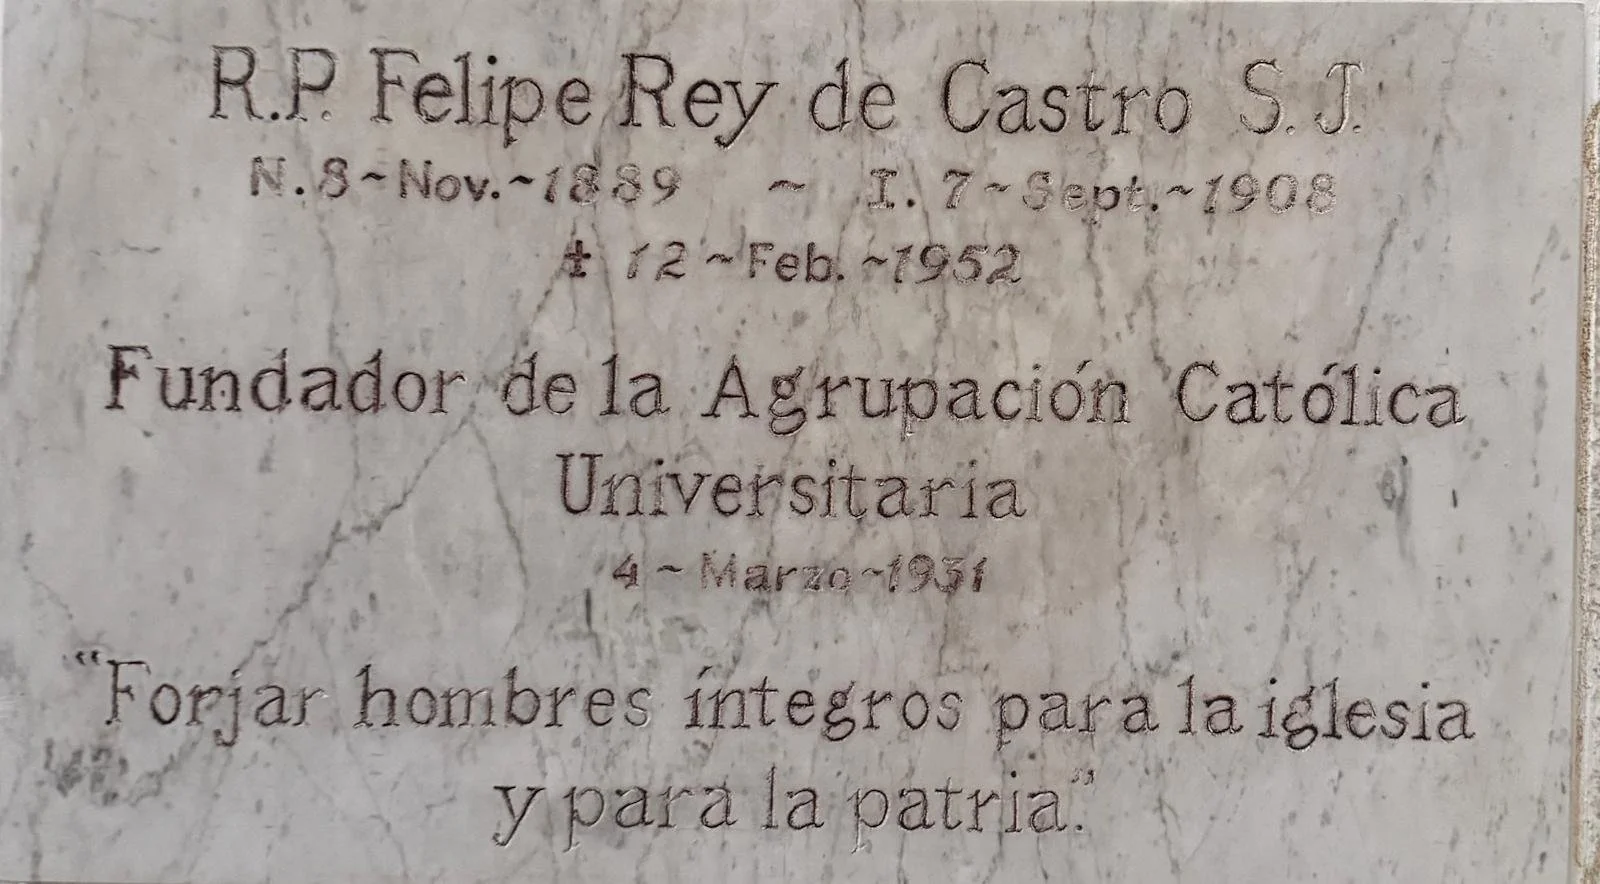 R.P. Felipe Rey de Castro S.J.
N. 8~Nov.~1889 ~ I. 7~Sept.~1908
✝ 12~Feb.~1952
Fundador de la Agrupación Católica
Universitaria
4~Marzo~1931
“Forjar hombres íntegros para la iglesia
y para la patria.”